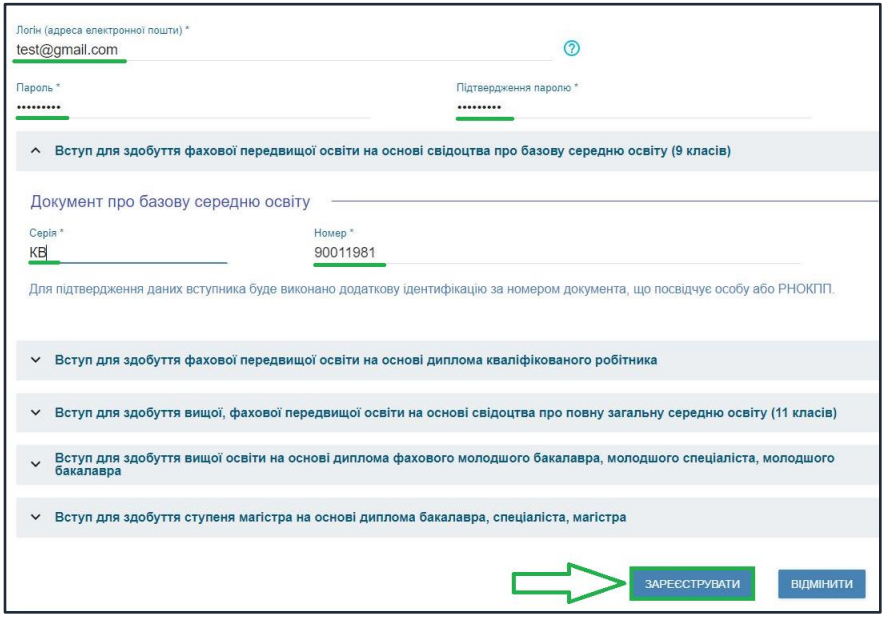 Логін (адреса електронної пошти) *
test@gmail.com
Пароль *
Підтвердження паролю *
•••••••••
•••••••••
Вступ для здобуття фахової передвищої освіти на основі свідоцтва про базову середню освіту (9 класів)
Документ про базову середню освіту
Серія *
Номер *
КВ
90011981
Для підтвердження даних вступника буде виконано додаткову ідентифікацію за номером документа, що посвідчує особу або РНОКПП.
Вступ для здобуття фахової передвищої освіти на основі диплома кваліфікованого робітника
Вступ для здобуття вищої, фахової передвищої освіти на основі свідоцтва про повну загальну середню освіту (11 класів)
Вступ для здобуття вищої освіти на основі диплома фахового молодшого бакалавра, молодшого спеціаліста, молодшого
бакалавра
Вступ для здобуття ступеня магістра на основі диплома бакалавра, спеціаліста, магістра
ЗАРЕЄСТРУВАТИ
ВІДМІНИТИ